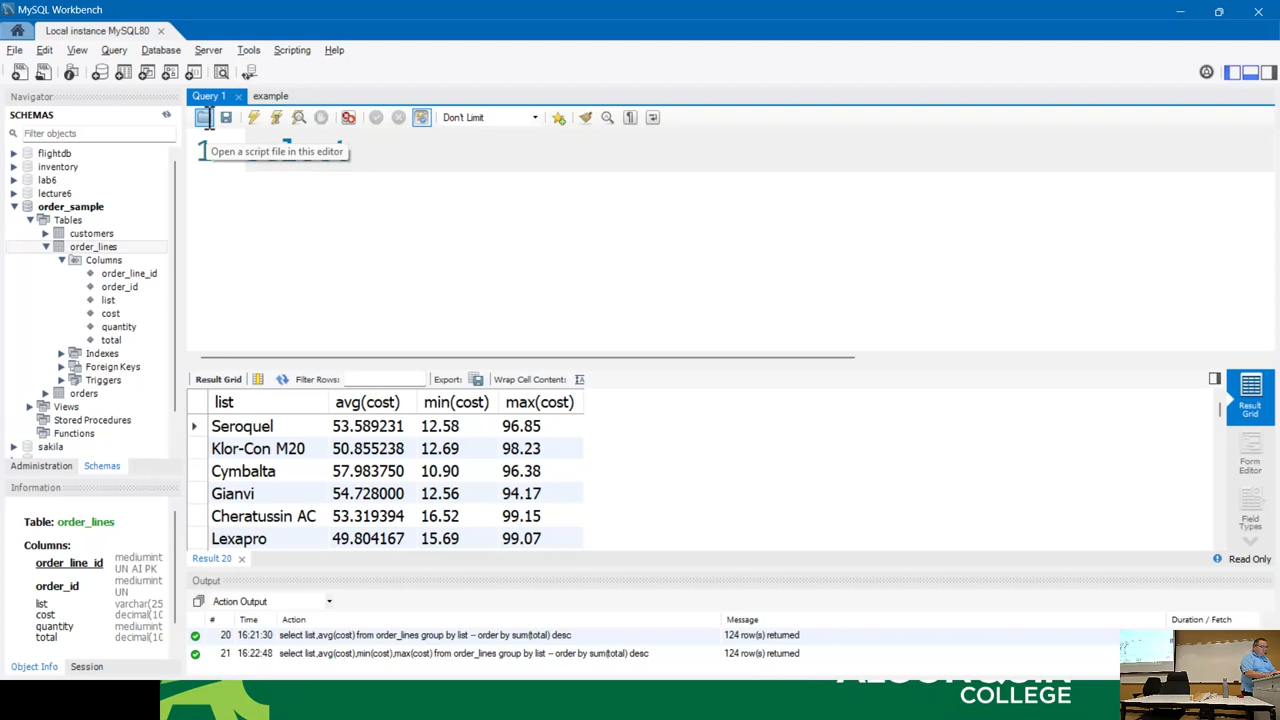 MySQL Workbench
Local instance MySQL80
File Edit View Query Database Server Tools Scripting Help
Navigator
SCHEMAS
Filter objects
flightdb
inventory
lab6
lecture6
order_sample
Tables
customers
order_lines
Columns
order_line_id
order_id
list
cost
quantity
total
Indexes
Foreign Keys
Triggers
orders
Views
Stored Procedures
Functions
sakila
Administration Schemas
Information
Table: order_lines
Columns:
order_line_id mediumint UN AI PK
order_id mediumint UN
list varchar(25
cost decimal(10
quantity mediumint
total decimal(10
Object Info Session
Query 1 example
Don't Limit
1
Open a script file in this editor
Result Grid Filter Rows: Export: Wrap Cell Content:
list avg(cost) min(cost) max(cost)
Seroquel 53.589231 12.58 96.85
Klor-Con M20 50.855238 12.69 98.23
Cymbalta 57.983750 10.90 96.38
Gianvi 54.728000 12.56 94.17
Cheratussin AC 53.319394 16.52 99.15
Lexapro 49.804167 15.69 99.07
Result Grid
Form Editor
Field Types
Result 20 Read Only
Output
Action Output
# Time Action Message Duration / Fetch
20 16:21:30 select list,avg(cost) from order_lines group by list -- order by sum(total) desc 124 row(s) returned
21 16:22:48 select list,avg(cost),min(cost),max(cost) from order_lines group by list -- order by sum(total) desc 124 row(s) returned
COLLEGE